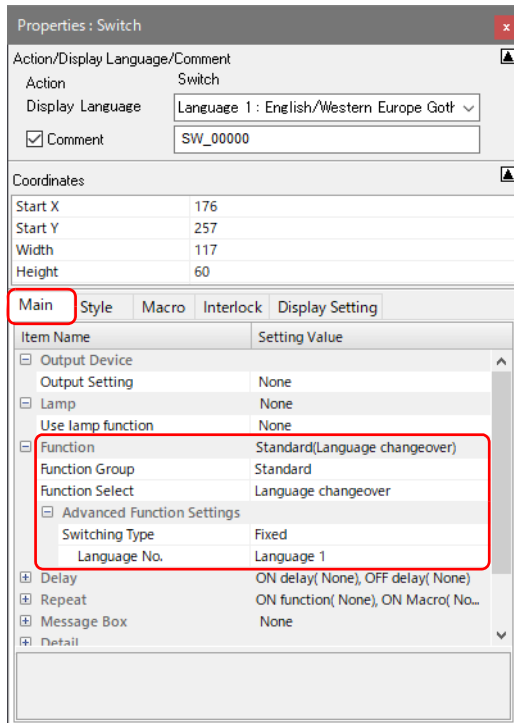 Properties : Switch x
Action/Display Language/Comment
Action Switch
Display Language Language 1 : English/Western Europe Goth
Comment SW_00000
Coordinates
Start X 176
Start Y 257
Width 117
Height 60
Main Style Macro Interlock Display Setting
Item Name Setting Value
Output Device
Output Setting None
Lamp None
Use lamp function None
Function Standard(Language changeover)
Function Group Standard
Function Select Language changeover
Advanced Function Settings
Switching Type Fixed
Language No. Language 1
Delay ON delay( None), OFF delay( None)
Repeat ON function( None), ON Macro( No...
Message Box None
Detail